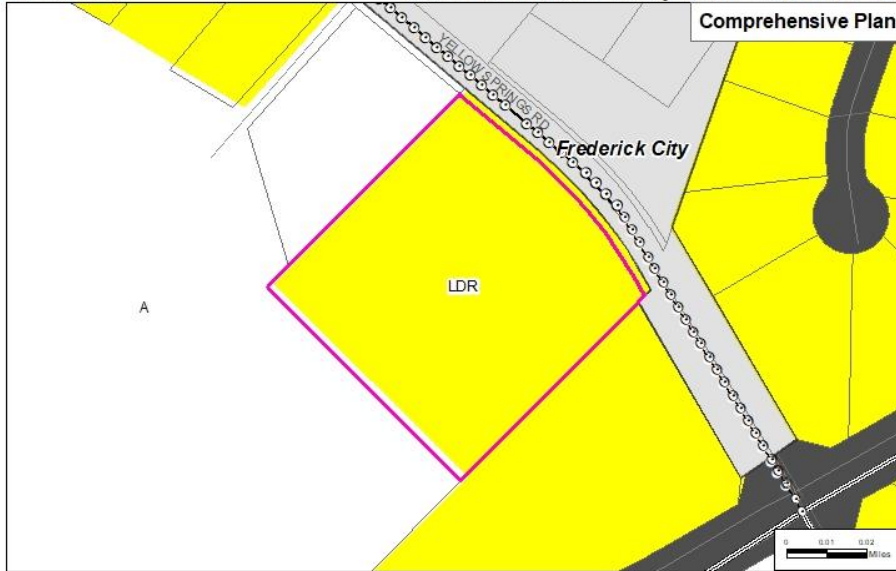 Comprehensive Plan
YELLOW SPRINGS RD
Frederick City
LDR
A
0 0.01 0.02
Miles